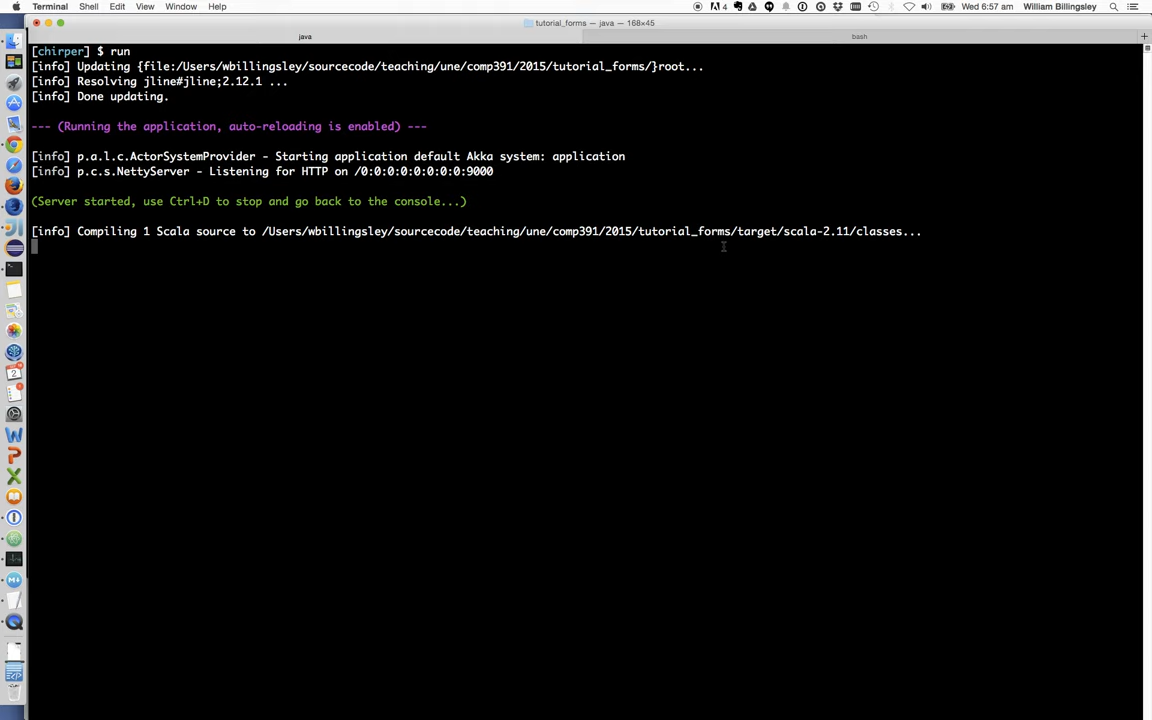 Terminal Shell Edit View Window Help
4 Wed 6:57 am William Billingsley
tutorial_forms — java — 168×45
java bash
[chirper] $ run
[info] Updating {file:/Users/wbillingsley/sourcecode/teaching/une/comp391/2015/tutorial_forms/}root...
[info] Resolving jline#jline;2.12.1 ...
[info] Done updating.
--- (Running the application, auto-reloading is enabled) ---
[info] p.a.l.c.ActorSystemProvider - Starting application default Akka system: application
[info] p.c.s.NettyServer - Listening for HTTP on /0:0:0:0:0:0:0:0:9000
(Server started, use Ctrl+D to stop and go back to the console...)
[info] Compiling 1 Scala source to /Users/wbillingsley/sourcecode/teaching/une/comp391/2015/tutorial_forms/target/scala-2.11/classes...